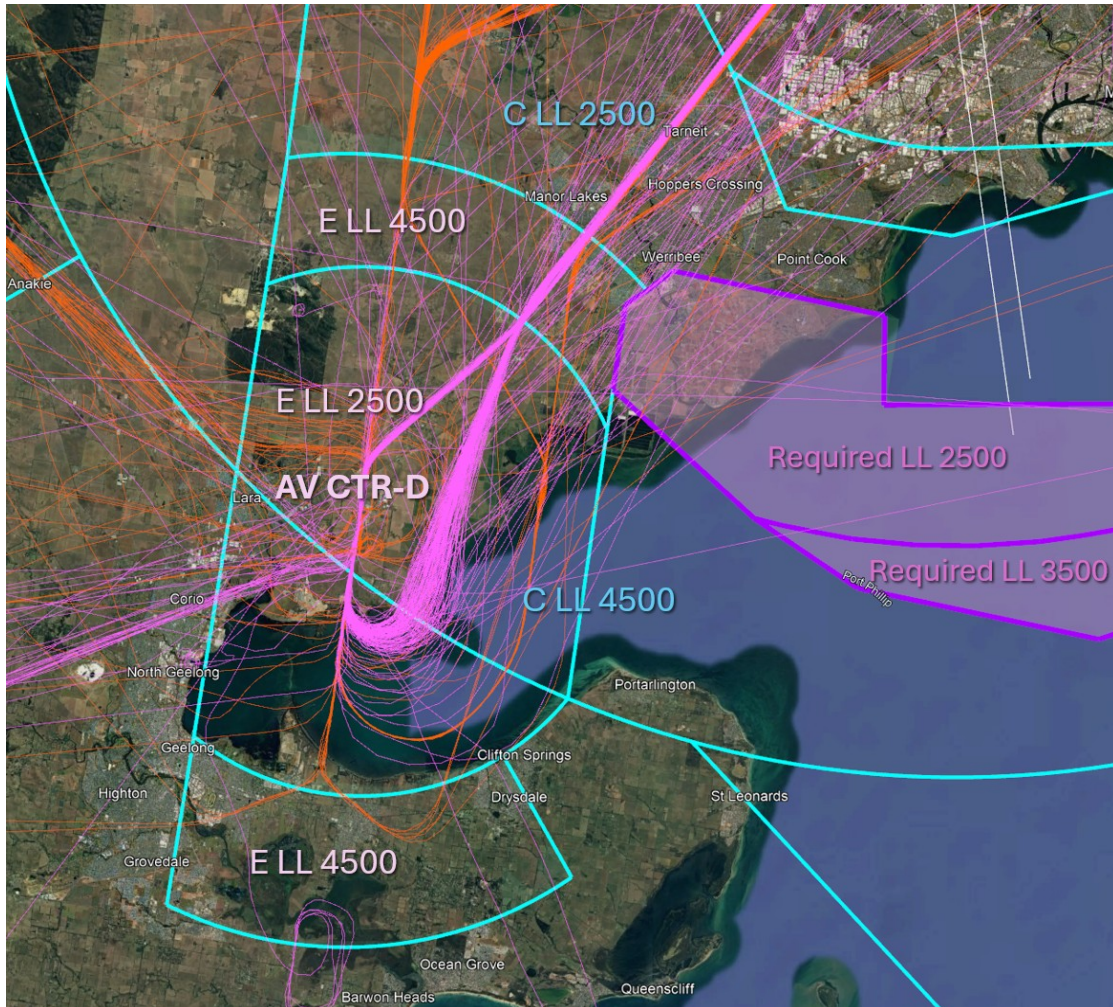 C LL 2500
Tarneit
Hoppers Crossing
Manor Lakes
E LL 4500
Werribee
Point Cook
Anakie
E LL 2500
Required LL 2500
AV CTR-D
Lara
Required LL 3500
Port Phillip
C LL 4500
Corio
North Geelong
Portarlington
Geelong
Clifton Springs
Highton
Drysdale
St Leonards
Grovedale
E LL 4500
Ocean Grove
Queenscliff
Barwon Heads